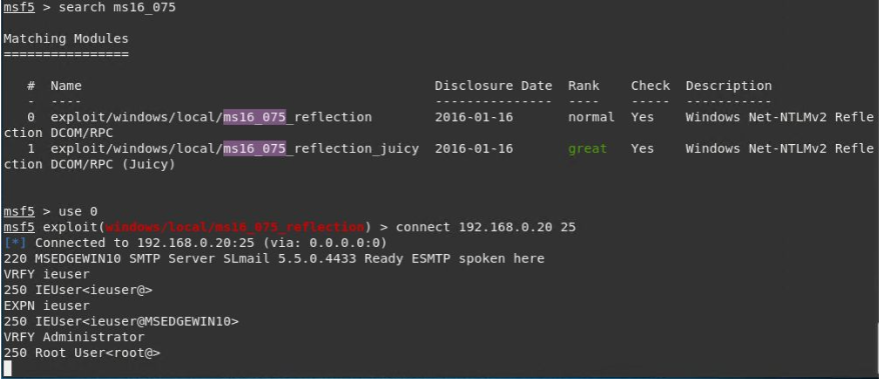 msf5 > search ms16_075
Matching Modules
================
# Name Disclosure Date Rank Check Description
- ---- --------------- ---- ----- -----------
0 exploit/windows/local/ms16_075_reflection 2016-01-16 normal Yes Windows Net-NTLMv2 Refle
ction DCOM/RPC
1 exploit/windows/local/ms16_075_reflection_juicy 2016-01-16 great Yes Windows Net-NTLMv2 Refle
ction DCOM/RPC (Juicy)
msf5 > use 0
msf5 exploit(windows/local/ms16_075_reflection) > connect 192.168.0.20 25
[*] Connected to 192.168.0.20:25 (via: 0.0.0.0:0)
220 MSEDGEWIN10 SMTP Server SLmail 5.5.0.4433 Ready ESMTP spoken here
VRFY ieuser
250 IEUser<ieuser@>
EXPN ieuser
250 IEUser<ieuser@MSEDGEWIN10>
VRFY Administrator
250 Root User<root@>